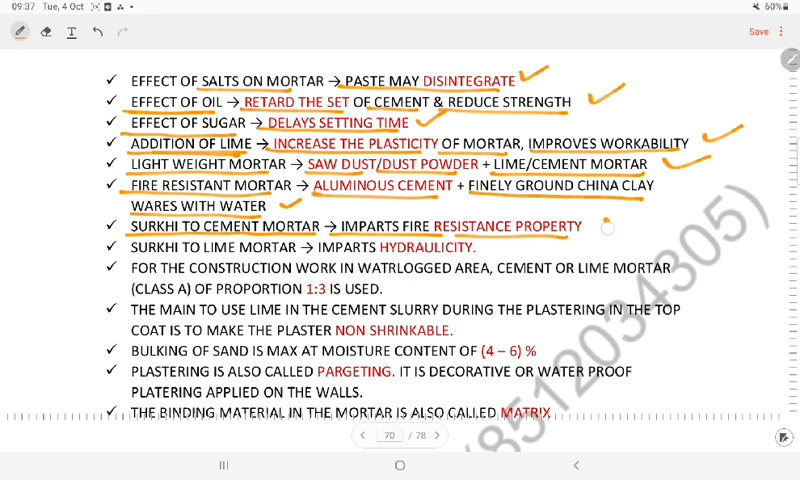 09:37 Tue, 4 Oct
60%
Save
✓ EFFECT OF SALTS ON MORTAR → PASTE MAY DISINTEGRATE
✓ EFFECT OF OIL → RETARD THE SET OF CEMENT & REDUCE STRENGTH
✓ EFFECT OF SUGAR → DELAYS SETTING TIME
✓ ADDITION OF LIME → INCREASE THE PLASTICITY OF MORTAR, IMPROVES WORKABILITY
✓ LIGHT WEIGHT MORTAR → SAW DUST/DUST POWDER + LIME/CEMENT MORTAR
✓ FIRE RESISTANT MORTAR → ALUMINOUS CEMENT + FINELY GROUND CHINA CLAY
WARES WITH WATER
✓ SURKHI TO CEMENT MORTAR → IMPARTS FIRE RESISTANCE PROPERTY
✓ SURKHI TO LIME MORTAR → IMPARTS HYDRAULICITY.
✓ FOR THE CONSTRUCTION WORK IN WATRLOGGED AREA, CEMENT OR LIME MORTAR
(CLASS A) OF PROPORTION 1:3 IS USED.
✓ THE MAIN TO USE LIME IN THE CEMENT SLURRY DURING THE PLASTERING IN THE TOP
COAT IS TO MAKE THE PLASTER NON SHRINKABLE.
✓ BULKING OF SAND IS MAX AT MOISTURE CONTENT OF (4 – 6) %
✓ PLASTERING IS ALSO CALLED PARGETING. IT IS DECORATIVE OR WATER PROOF
PLATERING APPLIED ON THE WALLS.
✓ THE BINDING MATERIAL IN THE MORTAR IS ALSO CALLED MATRIX
(8512034305)
70 / 78